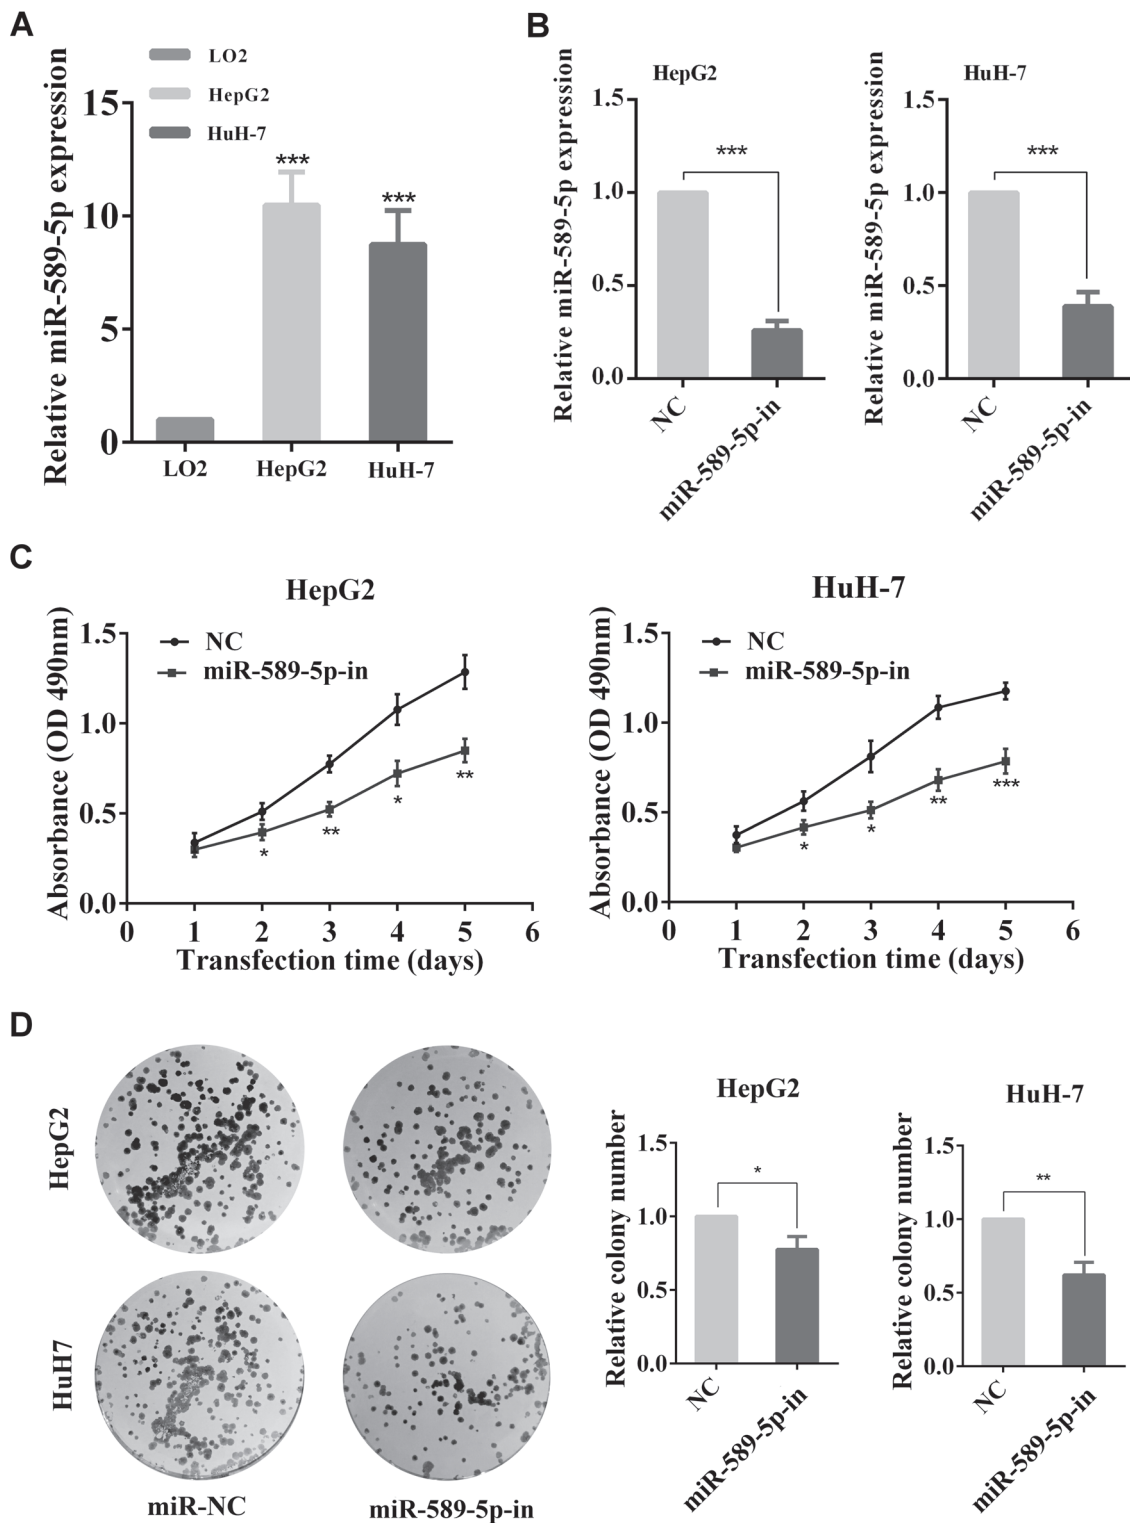 A
LO2
HepG2
HuH-7
Relative miR-589-5p expression
15
10
5
0
***
***
LO2
HepG2
HuH-7
B
HepG2
Relative miR-589-5p expression
1.5
1.0
0.5
0.0
***
NC
miR-589-5p-in
HuH-7
Relative miR-589-5p expression
1.5
1.0
0.5
0.0
***
NC
miR-589-5p-in
C
HepG2
Absorbance (OD 490nm)
1.5
1.0
0.5
0.0
NC
miR-589-5p-in
*
**
*
**
0 1 2 3 4 5 6
Transfection time (days)
HuH-7
Absorbance (OD 490nm)
1.5
1.0
0.5
0.0
NC
miR-589-5p-in
*
*
**
***
0 1 2 3 4 5 6
Transfection time (days)
D
HepG2
HuH7
miR-NC
miR-589-5p-in
HepG2
Relative colony number
1.5
1.0
0.5
0.0
*
NC
miR-589-5p-in
HuH-7
Relative colony number
1.5
1.0
0.5
0.0
**
NC
miR-589-5p-in